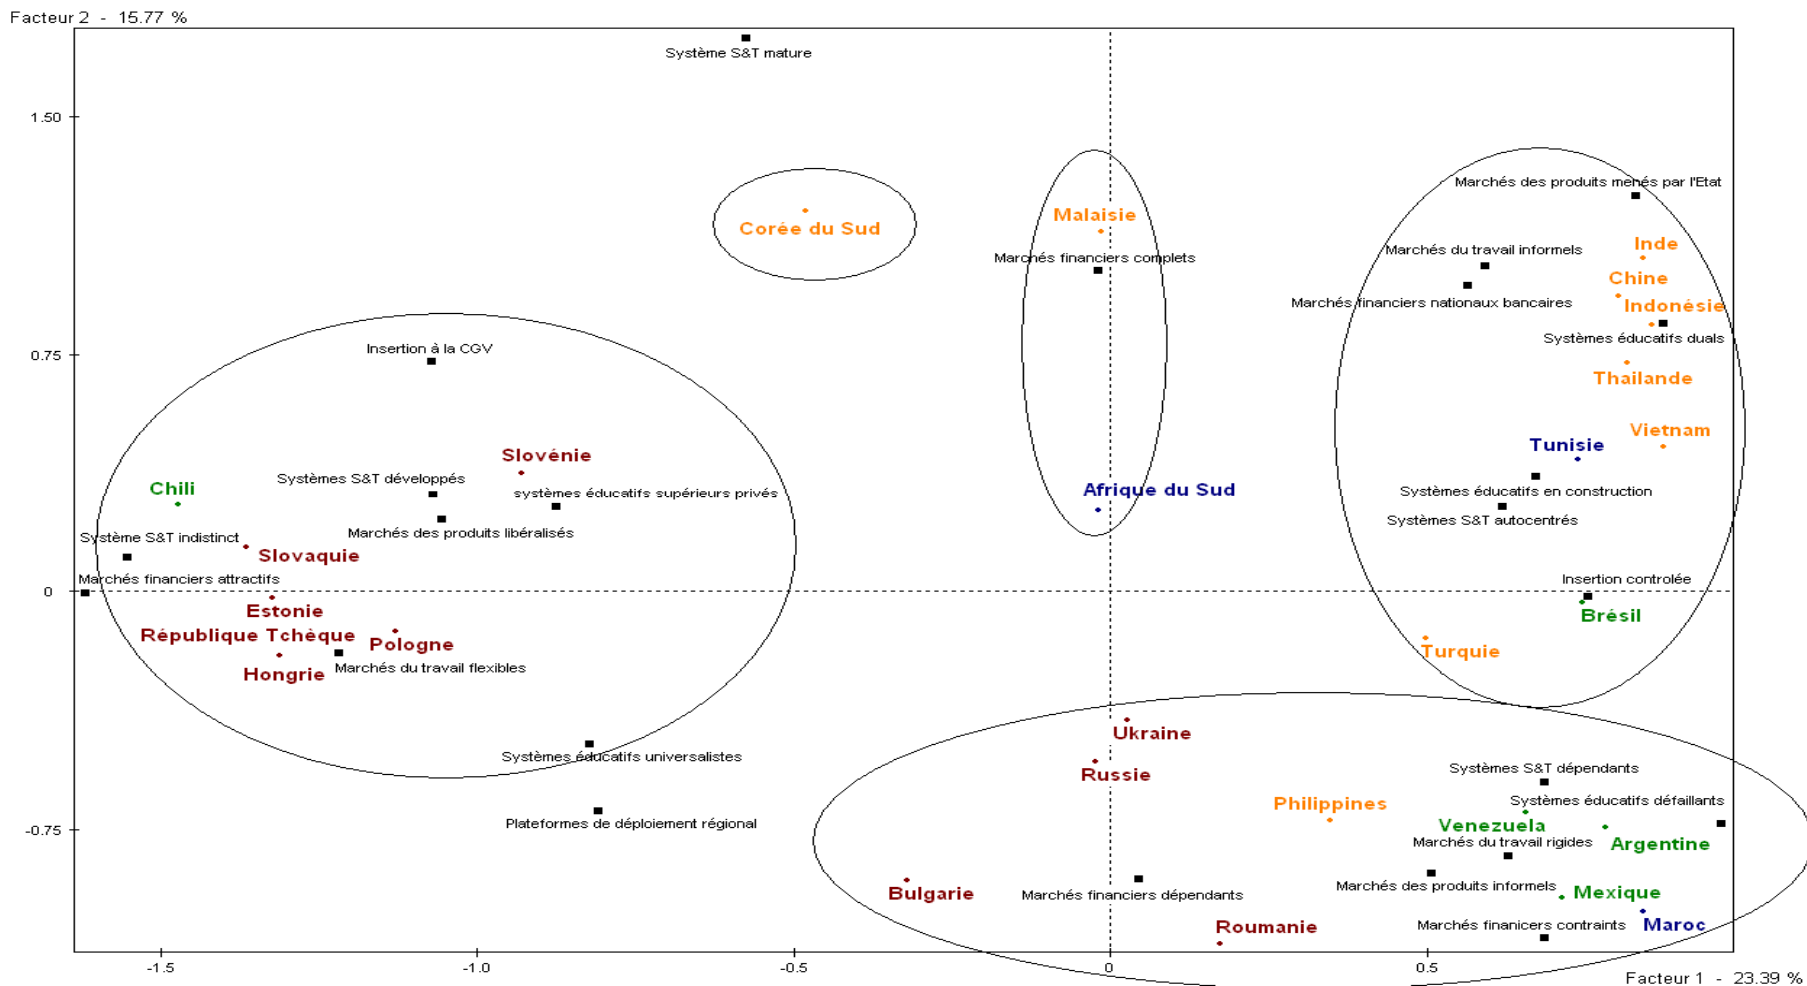 Facteur 2 - 15.77 %
Système S&T mature
1.50
Marchés des produits menés par l'Etat
Malaisie
Corée du Sud
Inde
Marchés du travail informels
Marchés financiers complets
Chine
Marchés financiers nationaux bancaires
Indonésie
Systèmes éducatifs duals
Insertion à la CGV
0.75
Thailande
Vietnam
Tunisie
Slovénie
Systèmes S&T développés
Chili
systèmes éducatifs supérieurs privés
Afrique du Sud
Systèmes éducatifs en construction
Systèmes S&T autocentrés
Marchés des produits libéralisés
Système S&T indistinct
Slovaquie
Marchés financiers attractifs
Insertion controlée
0
Estonie
Brésil
République Tchèque
Pologne
Turquie
Marchés du travail flexibles
Hongrie
Ukraine
Systèmes éducatifs universalistes
Russie
Systèmes S&T dépendants
Systèmes éducatifs défaillants
Philippines
Plateformes de déploiement régional
Venezuela
-0.75
Marchés du travail rigides
Argentine
Marchés des produits informels
Bulgarie
Marchés financiers dépendants
Mexique
Roumanie
Marchés finanicers contraints
Maroc
-1.5
-1.0
-0.5
0
0.5
Facteur 1 - 23.39 %